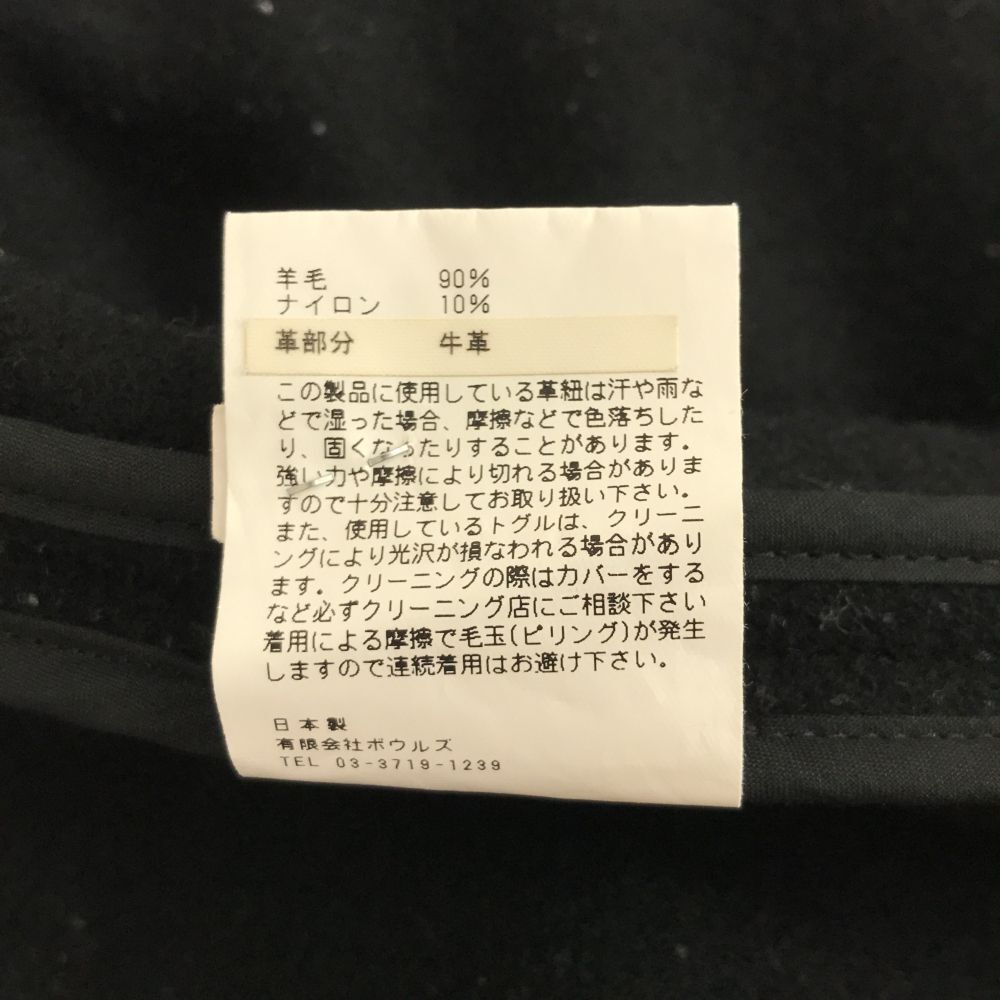 羊毛 90%
ナイロン 10%
革部分 牛革
この製品に使用している革紐は汗や雨な
どで湿った場合、摩擦などで色落ちした
り、固くなったりすることがあります。
強い力や摩擦により切れる場合がありま
すので十分注意してお取り扱い下さい。
また、使用しているトグルは、クリーニ
ングにより光沢が損なわれる場合があり
ます。クリーニングの際はカバーをする
など必ずクリーニング店にご相談下さい
着用による摩擦で毛玉(ピリング)が発生
しますので連続着用はお避け下さい。
日本製
有限会社ボウルズ
TEL 03-3719-1239